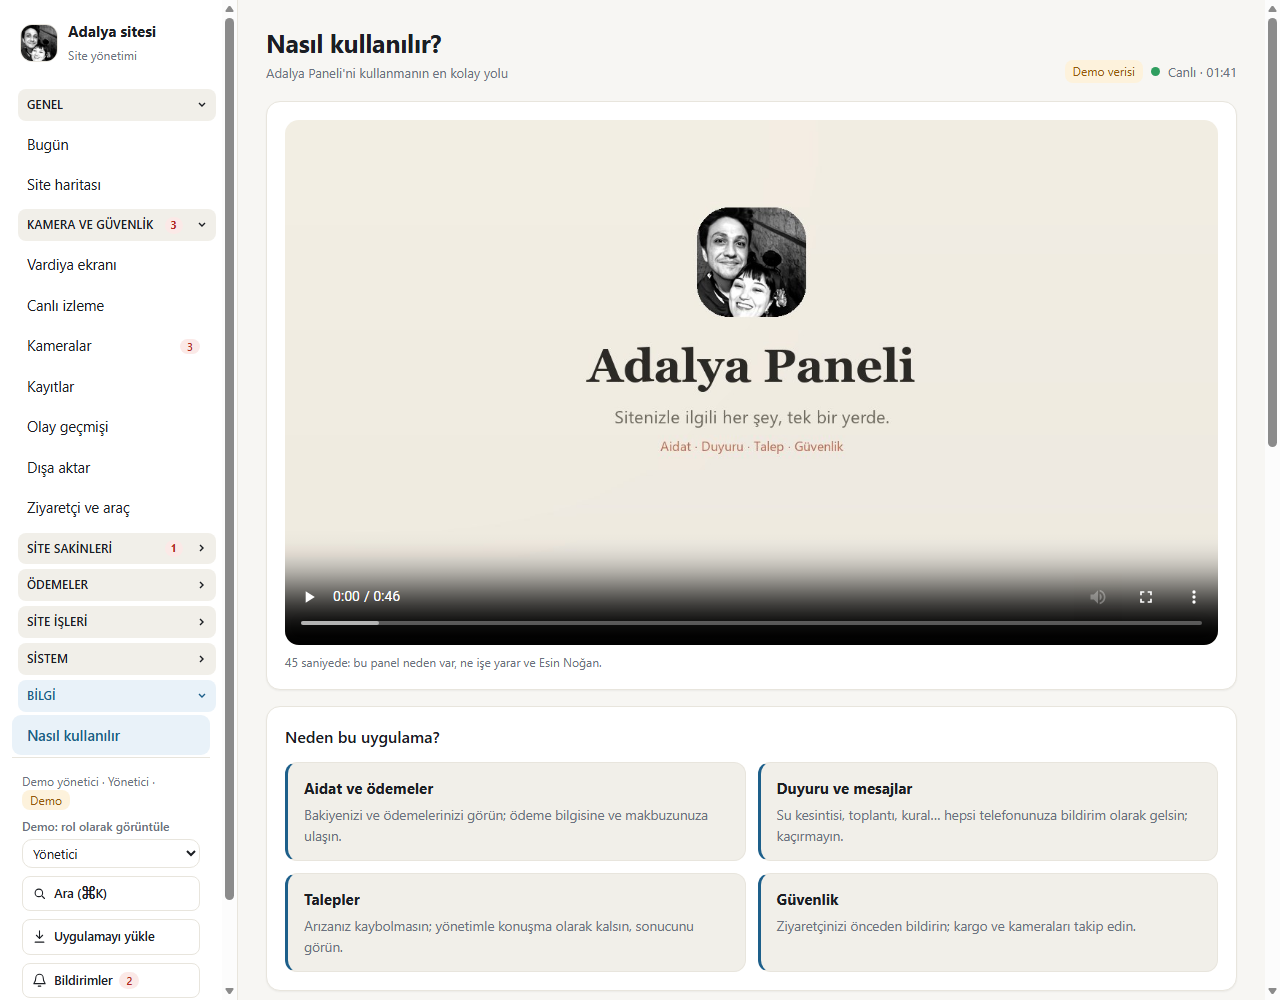 Adalya sitesi
Site yönetimi
GENEL
Bugün
Site haritası
KAMERA VE GÜVENLİK 3
Vardiya ekranı
Canlı izleme
Kameralar 3
Kayıtlar
Olay geçmişi
Dışa aktar
Ziyaretçi ve araç
SİTE SAKİNLERİ 1
ÖDEMELER
SİTE İŞLERİ
SİSTEM
BİLGİ
Nasıl kullanılır
Demo yönetici · Yönetici ·
Demo
Demo: rol olarak görüntüle
Yönetici
Ara (⌘K)
Uygulamayı yükle
Bildirimler 2
Nasıl kullanılır?
Adalya Paneli'ni kullanmanın en kolay yolu
Demo verisi
Canlı · 01:41
Adalya Paneli
Sitenizle ilgili her şey, tek bir yerde.
Aidat · Duyuru · Talep · Güvenlik
0:00 / 0:46
45 saniyede: bu panel neden var, ne işe yarar ve Esin Noğan.
Neden bu uygulama?
Aidat ve ödemeler
Bakiyenizi ve ödemelerinizi görün; ödeme bilgisine ve makbuzunuza
ulaşın.
Duyuru ve mesajlar
Su kesintisi, toplantı, kural… hepsi telefonunuza bildirim olarak gelsin;
kaçırmayın.
Talepler
Arızanız kaybolmasın; yönetimle konuşma olarak kalsın, sonucunu
görün.
Güvenlik
Ziyaretçinizi önceden bildirin; kargo ve kameraları takip edin.